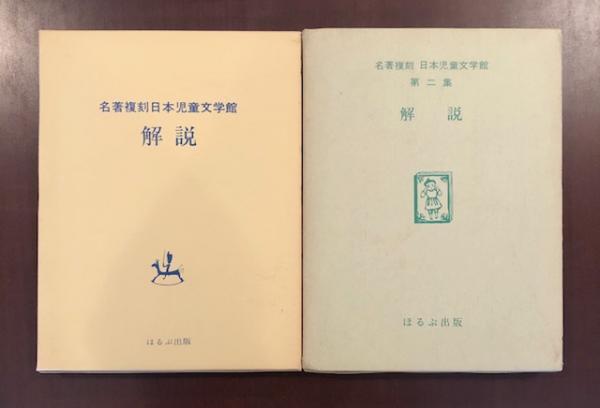 名著複刻日本児童文学館
解説
ほるぷ出版
名著複刻 日本児童文学館
第二集
解 説
ほるぷ出版